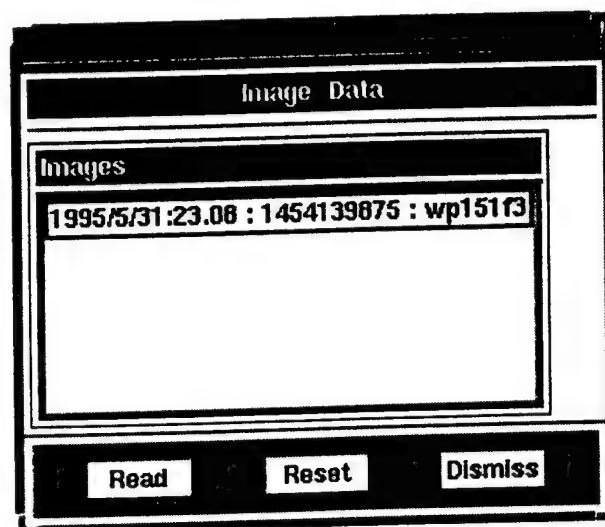 Image Data
Images
1995/5/31:23.08 : 1454139875 : wp151f3
Read Reset Dismiss